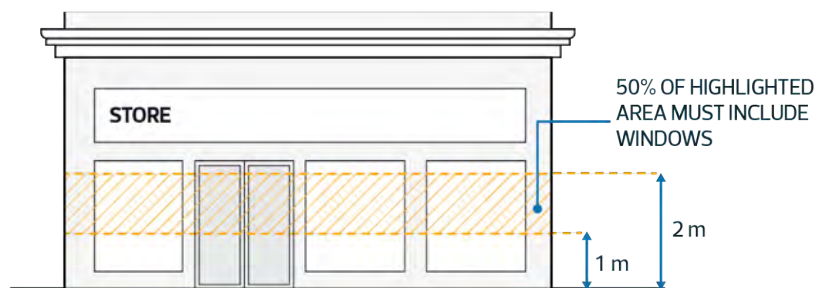 STORE
50% OF HIGHLIGHTED
AREA MUST INCLUDE
WINDOWS
2 m
1 m